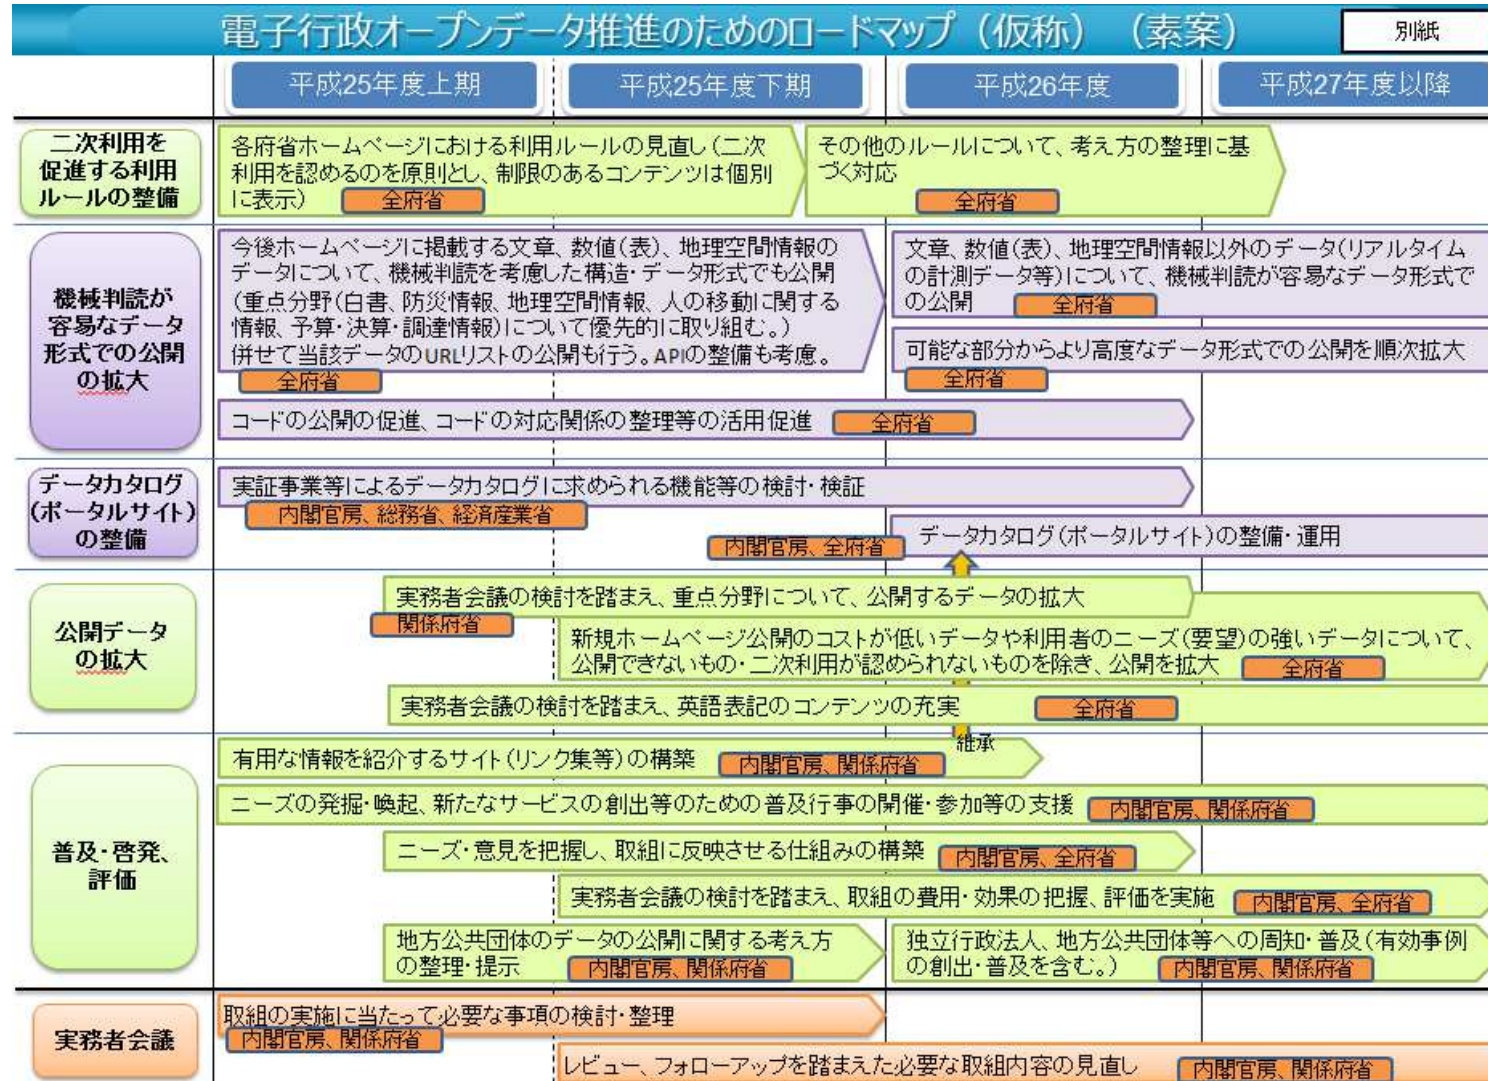 電子行政オープンデータ推進のためのロードマップ（仮称）（素案）
別紙
平成25年度上期
平成25年度下期
平成26年度
平成27年度以降
二次利用を
促進する利用
ルールの整備
各府省ホームページにおける利用ルールの見直し（二次
利用を認めるのを原則とし、制限のあるコンテンツは個別
に表示）
全府省
その他のルールについて、考え方の整理に基
づく対応
全府省
機械判読が
容易なデータ
形式での公開
の拡大
今後ホームページに掲載する文章、数値（表）、地理空間情報の
データについて、機械判読を考慮した構造・データ形式でも公開
（重点分野（白書、防災情報、地理空間情報、人の移動に関する
情報、予算・決算・調達情報）について優先的に取り組む。）
併せて当該データのURLリストの公開も行う。APIの整備も考慮。
全府省
文章、数値（表）、地理空間情報以外のデータ（リアルタイム
の計測データ等）について、機械判読が容易なデータ形式で
の公開
全府省
可能な部分からより高度なデータ形式での公開を順次拡大
全府省
コードの公開の促進、コードの対応関係の整理等の活用促進
全府省
データカタログ
（ポータルサイト）
の整備
実証事業等によるデータカタログに求められる機能等の検討・検証
内閣官房、総務省、経済産業省
内閣官房、全府省
データカタログ（ポータルサイト）の整備・運用
公開データ
の拡大
実務者会議の検討を踏まえ、重点分野について、公開するデータの拡大
関係府省
新規ホームページ公開のコストが低いデータや利用者のニーズ（要望）の強いデータについて、
公開できないもの・二次利用が認められないものを除き、公開を拡大
全府省
実務者会議の検討を踏まえ、英語表記のコンテンツの充実
全府省
継承
普及・啓発、
評価
有用な情報を紹介するサイト（リンク集等）の構築
内閣官房、関係府省
ニーズの発掘・喚起、新たなサービスの創出等のための普及行事の開催・参加等の支援
内閣官房、関係府省
ニーズ・意見を把握し、取組に反映させる仕組みの構築
内閣官房、全府省
実務者会議の検討を踏まえ、取組の費用・効果の把握、評価を実施
内閣官房、全府省
地方公共団体のデータの公開に関する考え方
の整理・提示
内閣官房、関係府省
独立行政法人、地方公共団体等への周知・普及（有効事例
の創出・普及を含む。）
内閣官房、関係府省
実務者会議
取組の実施に当たって必要な事項の検討・整理
内閣官房、関係府省
レビュー、フォローアップを踏まえた必要な取組内容の見直し
内閣官房、関係府省